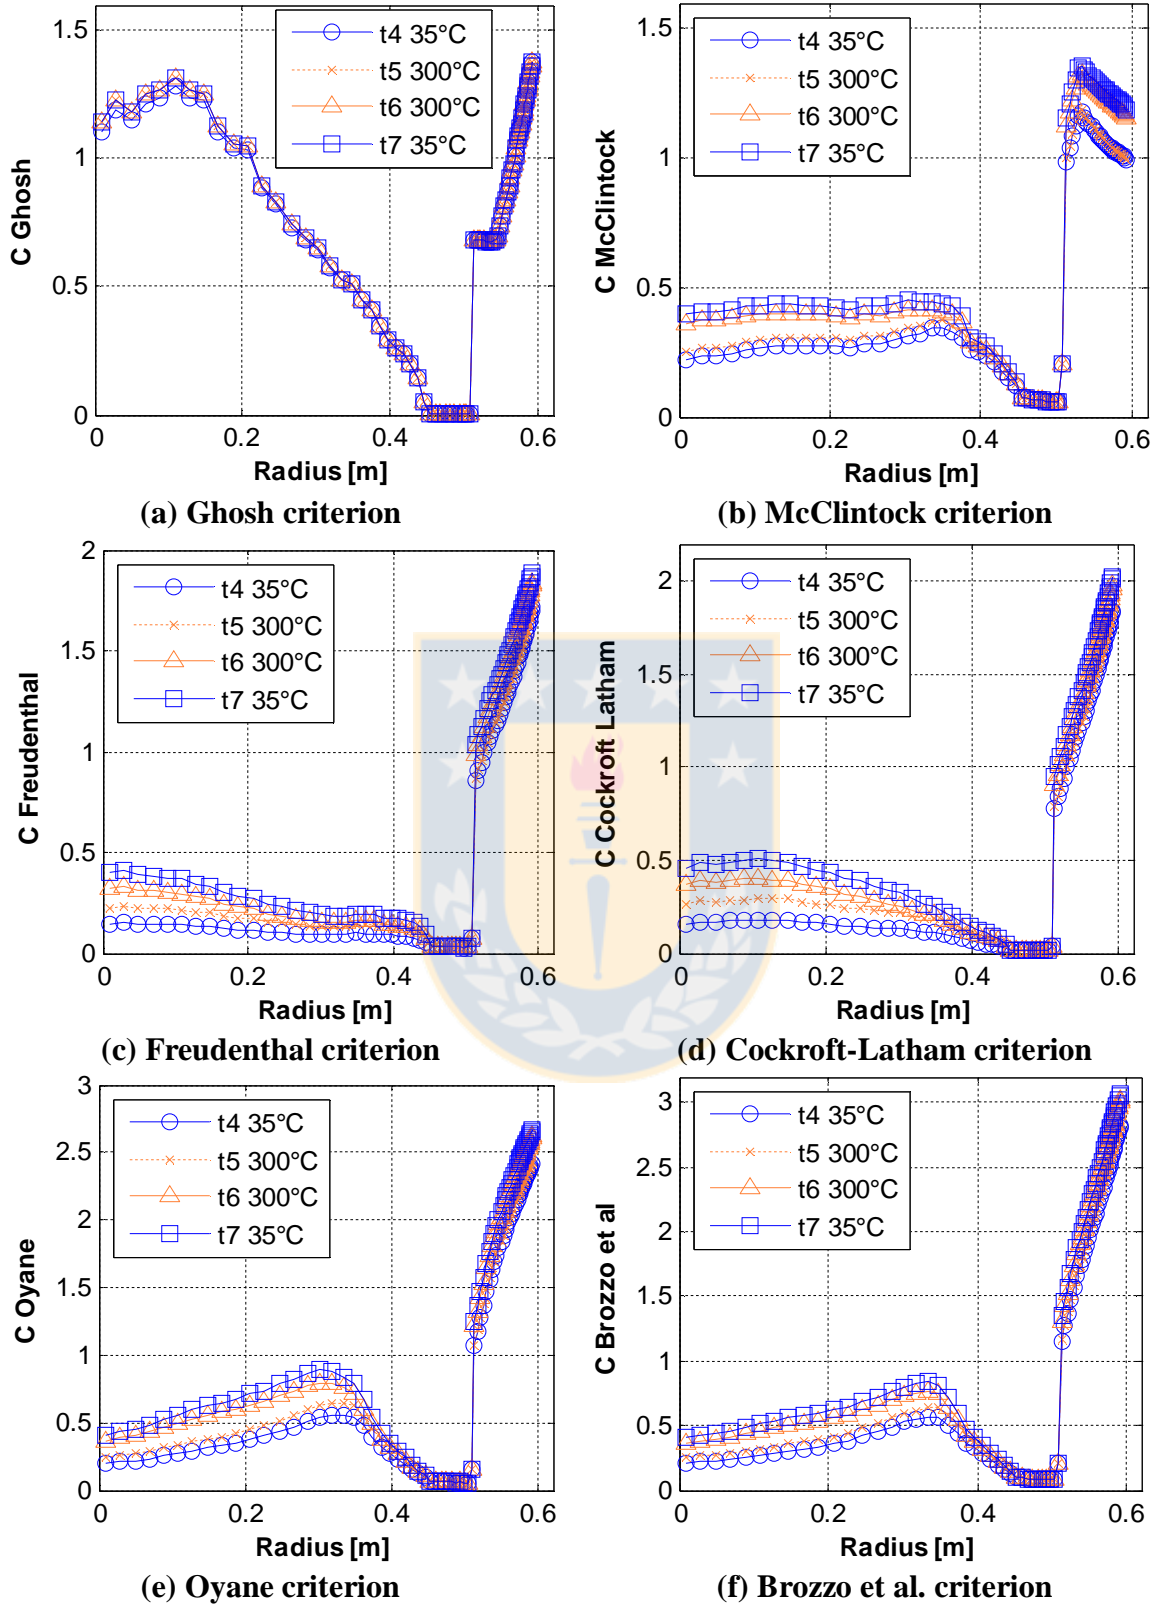 1.5
1
0.5
0
C Ghosh
t4 35°C
t5 300°C
t6 300°C
t7 35°C
0 0.2 0.4 0.6
Radius [m]
(a) Ghosh criterion
1.5
1
0.5
0
C McClintock
t4 35°C
t5 300°C
t6 300°C
t7 35°C
0 0.2 0.4 0.6
Radius [m]
(b) McClintock criterion
2
1.5
1
0.5
0
C Freudenthal
t4 35°C
t5 300°C
t6 300°C
t7 35°C
0 0.2 0.4 0.6
Radius [m]
(c) Freudenthal criterion
2
1.5
1
0.5
0
C Cockroft Latham
t4 35°C
t5 300°C
t6 300°C
t7 35°C
0 0.2 0.4 0.6
Radius [m]
(d) Cockroft-Latham criterion
3
2.5
2
1.5
1
0.5
0
C Oyane
t4 35°C
t5 300°C
t6 300°C
t7 35°C
0 0.2 0.4 0.6
Radius [m]
(e) Oyane criterion
3
2.5
2
1.5
1
0.5
0
C Brozzo et al
t4 35°C
t5 300°C
t6 300°C
t7 35°C
0 0.2 0.4 0.6
Radius [m]
(f) Brozzo et al. criterion